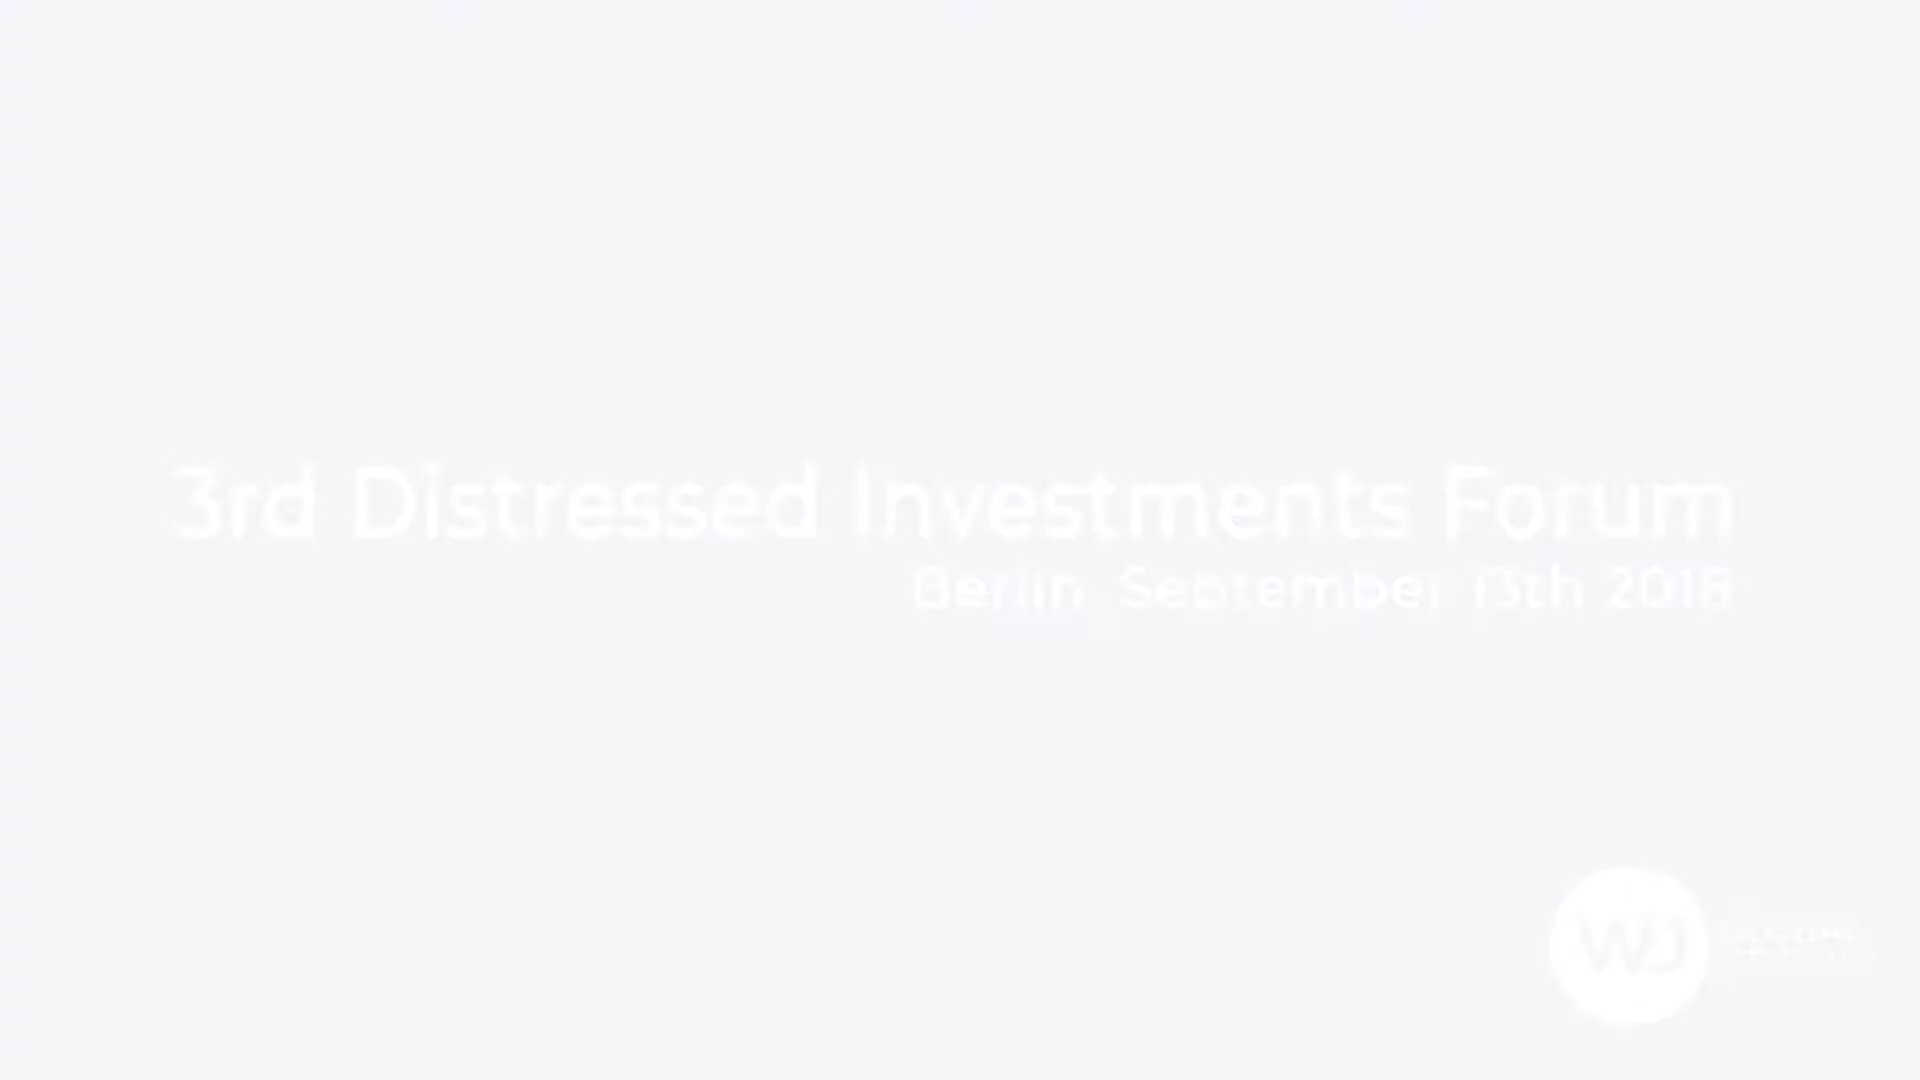 3rd Distressed Investments Forum
Berlin, September 13th 2018